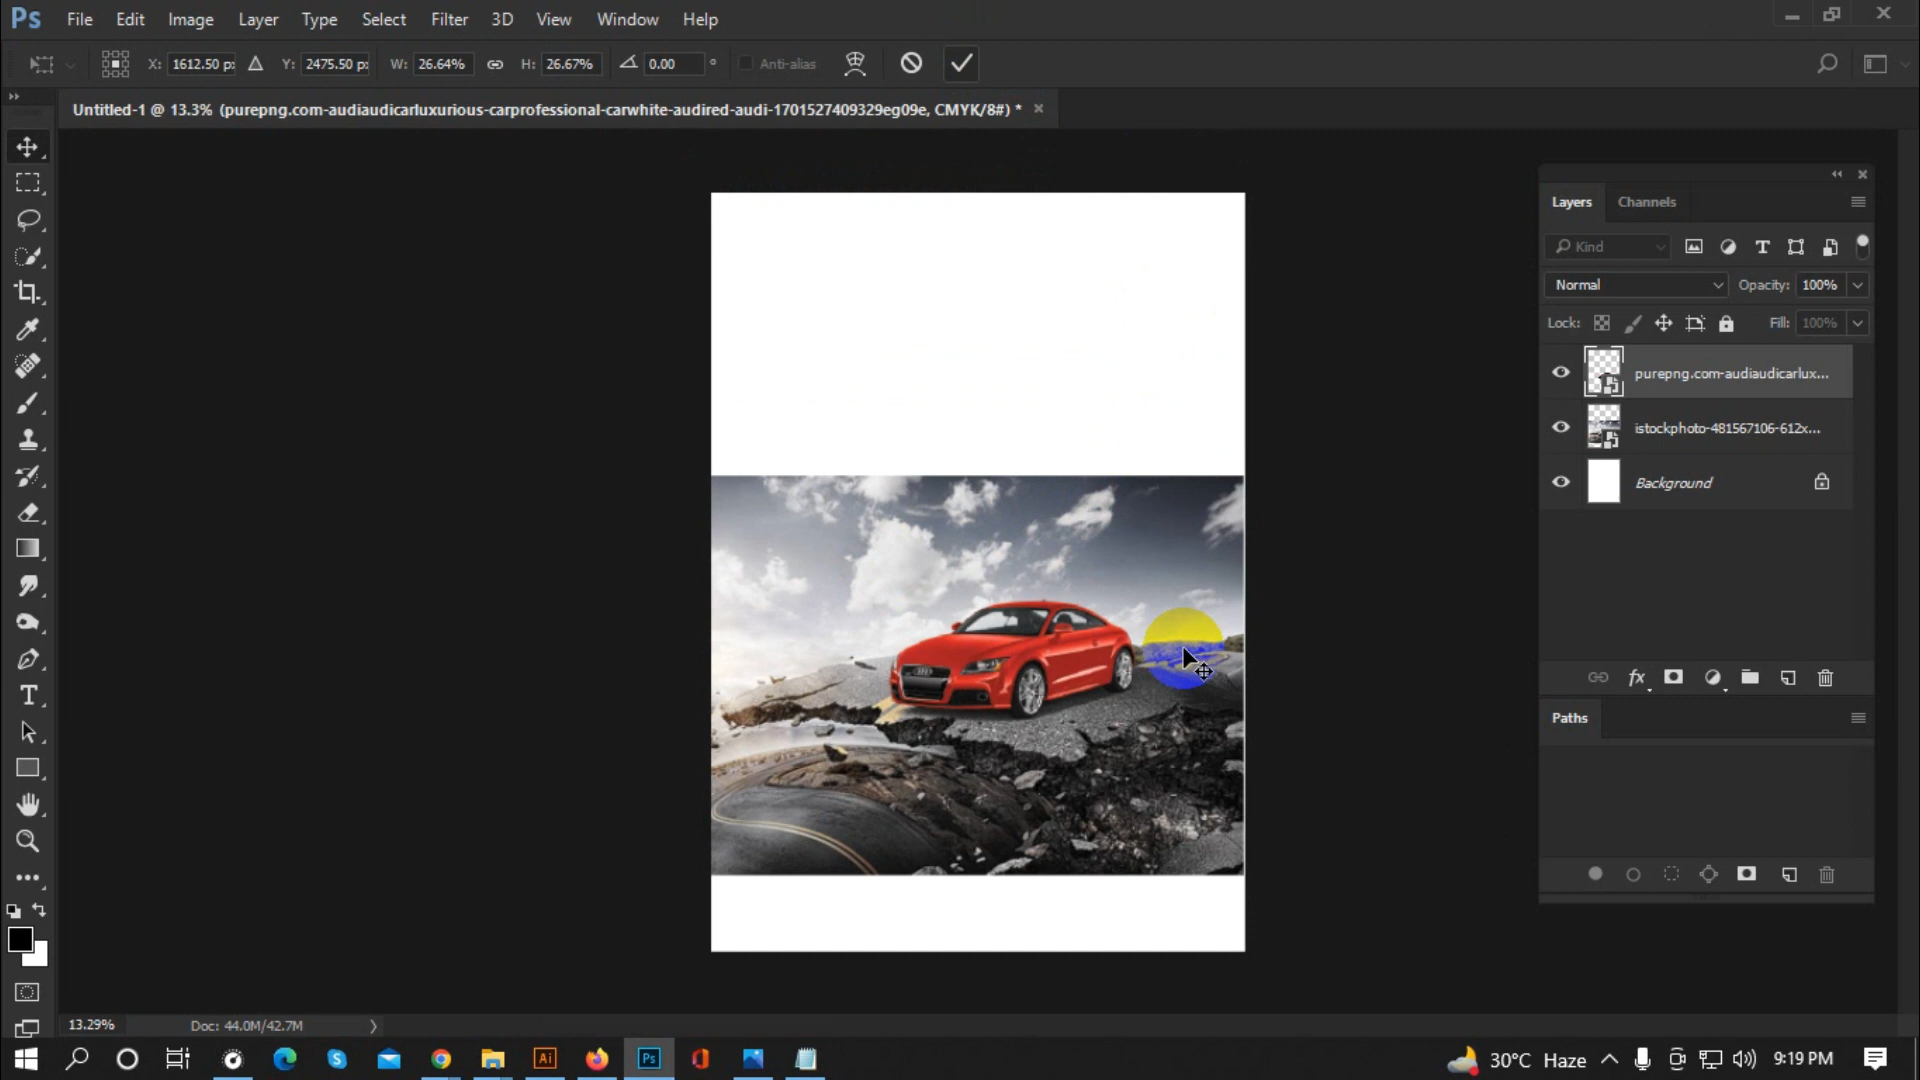 Ps File Edit Image Layer Type Select Filter 3D View Window Help
X: 1612.50 px Y: 2475.50 px W: 26.64% H: 26.67% 0.00 ° Anti-alias
Untitled-1 @ 13.3% (purepng.com-audiaudicarluxurious-carprofessional-carwhite-audired-audi-1701527409329eg09e, CMYK/8#) *
Layers Channels
Kind
Normal Opacity: 100%
Lock: Fill: 100%
purepng.com-audiaudicarlux...
istockphoto-481567106-612x...
Background
fx
Paths
13.29% Doc: 44.0M/42.7M
Ai Ps 30°C Haze 9:19 PM